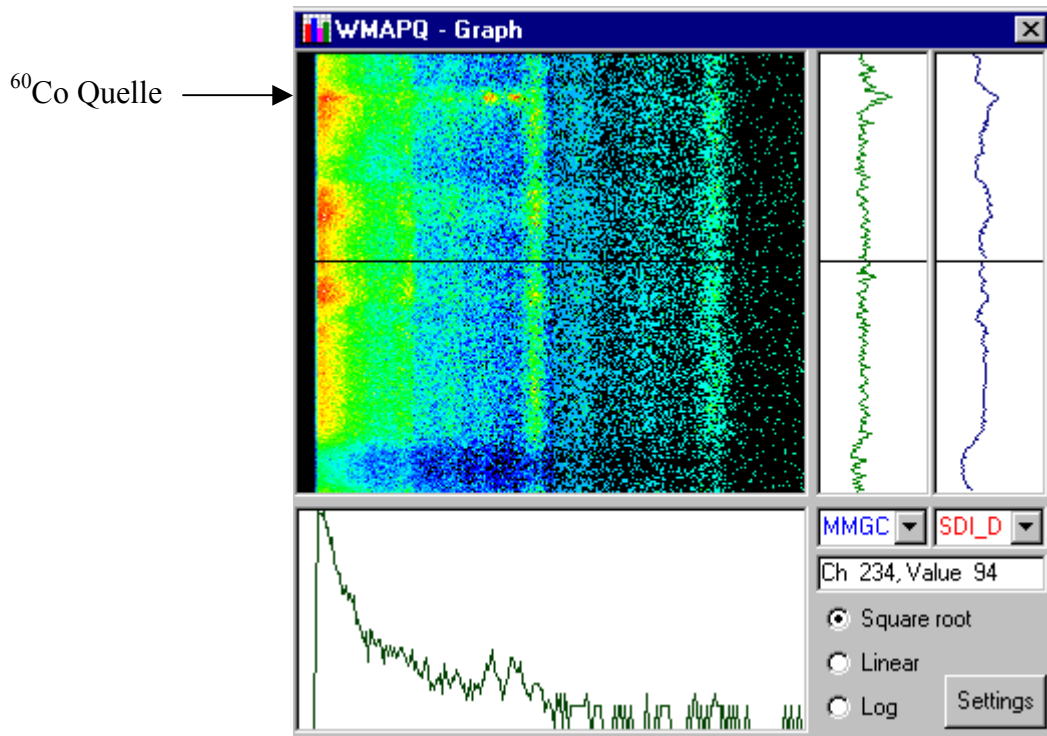 WMAPQ - Graph
⁶⁰Co Quelle
MMGC SDI_D
Ch 234, Value 94
Square root
Linear
Log
Settings